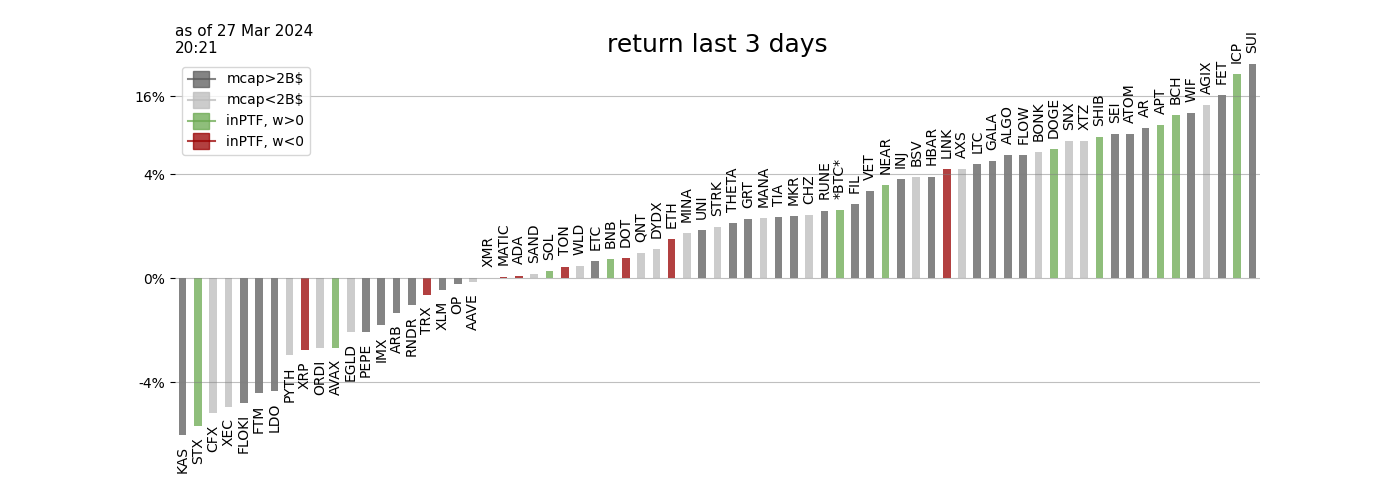 as of 27 Mar 2024
20:21
return last 3 days
mcap>2B$
mcap<2B$
inPTF, w>0
inPTF, w<0
16%
4%
0%
-4%
KAS
STX
CFX
XEC
FLOKI
FTM
LDO
PYTH
XRP
ORDI
AVAX
EGLD
PEPE
IMX
ARB
RNDR
TRX
XLM
OP
AAVE
XMR
MATIC
ADA
SAND
SOL
TON
WLD
ETC
BNB
DOT
QNT
DYDX
ETH
MINA
UNI
STRK
THETA
GRT
MANA
TIA
MKR
CHZ
RUNE
*BTC*
FIL
VET
NEAR
INJ
BSV
HBAR
LINK
AXS
LTC
GALA
ALGO
FLOW
BONK
DOGE
SNX
XTZ
SHIB
SEI
ATOM
AR
APT
BCH
WIF
AGIX
FET
ICP
SUI